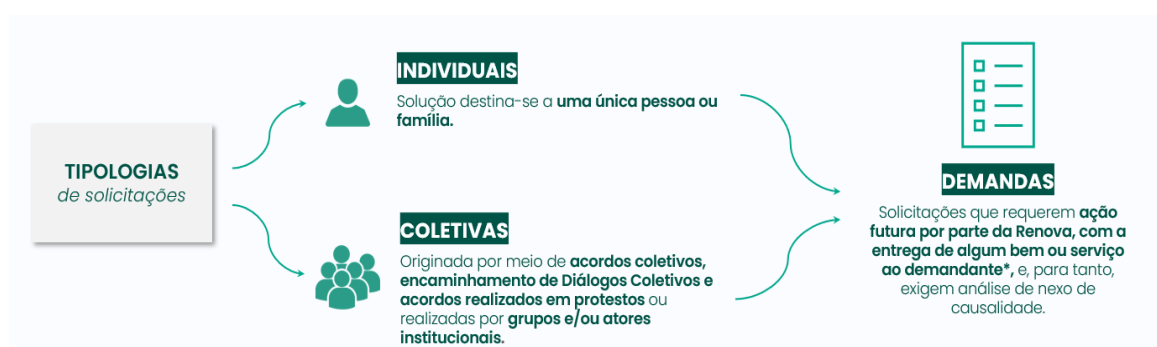 TIPOLOGIAS
de solicitações
INDIVIDUAIS
Solução destina-se a uma única pessoa ou
família.
COLETIVAS
Originada por meio de acordos coletivos,
encaminhamento de Diálogos Coletivos e
acordos realizados em protestos ou
realizadas por grupos e/ou atores
institucionais.
DEMANDAS
Solicitações que requerem ação
futura por parte da Renova, com a
entrega de algum bem ou serviço
ao demandante*, e, para tanto,
exigem análise de nexo de
causalidade.